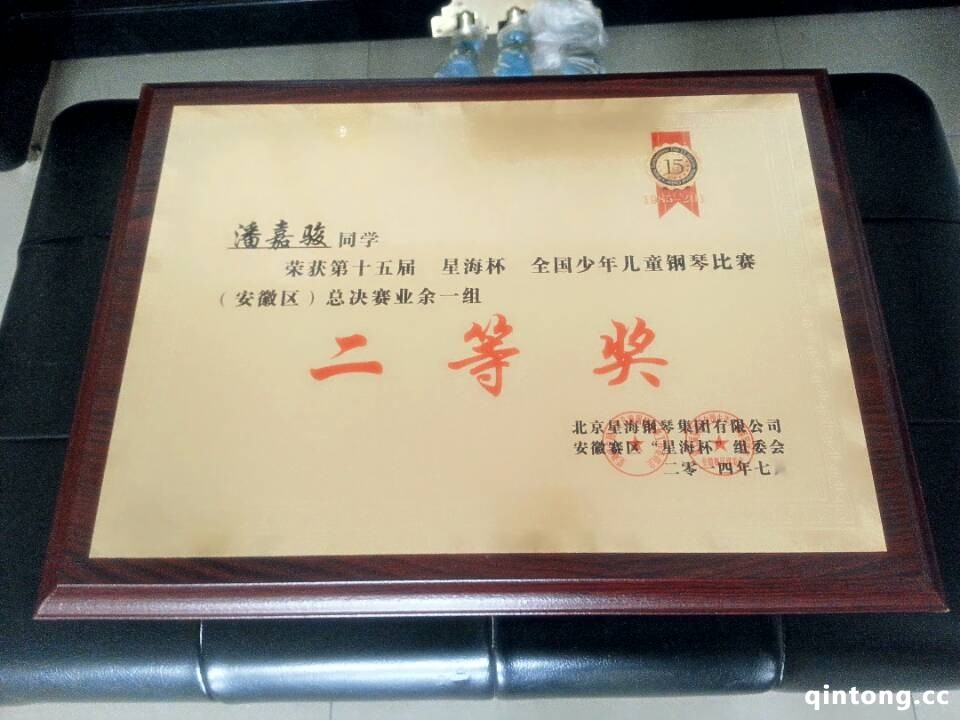 15
潘嘉骏 同学
荣获第十五届 星海杯 全国少年儿童钢琴比赛
（安徽区）总决赛业余一组
二等奖
北京星海钢琴集团有限公司
安徽赛区“星海杯”组委会
二零一四年七
qintong.cc